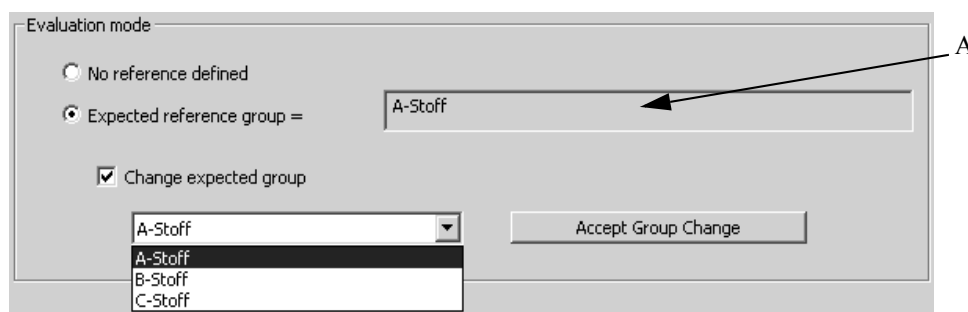 Evaluation mode
A
No reference defined
Expected reference group =
A-Stoff
Change expected group
A-Stoff
Accept Group Change
A-Stoff
B-Stoff
C-Stoff